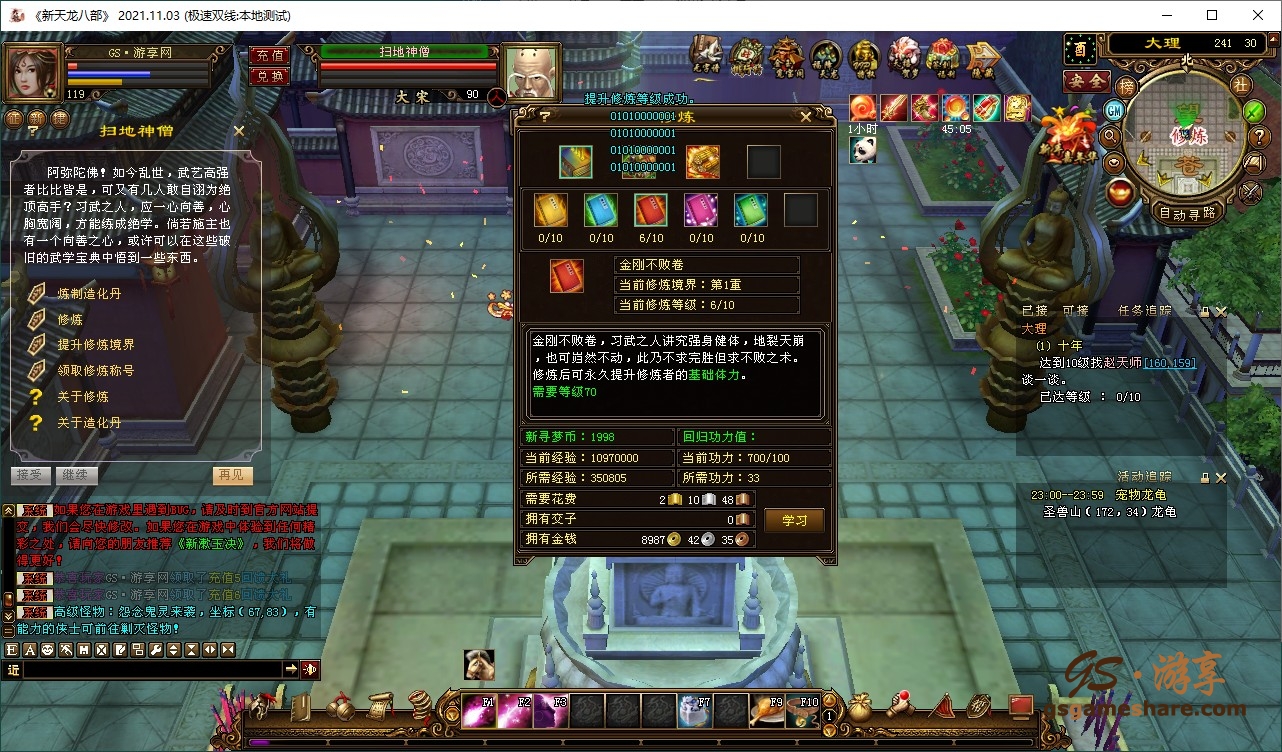 《新天龙八部》 2021.11.03 (极速双线:本地测试)
GS·游享网
119
充值
兑换
扫地神僧
大宋
90
提升修炼等级成功。
01010000001
炼
01010000001
01010000001
01010000001
1小时
45:05
大理
241 30
北
安全
榜
社
GM
修炼
自动寻路
扫地神僧
阿弥陀佛!如今乱世,武艺高强
者比比皆是,可又有几人敢自诩为绝
顶高手?习武之人,应一心向善,心
胸宽阔,方能练成绝学。倘若施主也
有一个向善之心,或许可以在这些破
旧的武学宝典中悟到一些东西。
炼制造化丹
修炼
提升修炼境界
领取修炼称号
关于修炼
关于造化丹
接受
继续
再见
0/10
0/10
6/10
0/10
0/10
金刚不败卷
当前修炼境界:第1重
当前修炼等级:6/10
金刚不败卷,习武之人讲究强身健体,地裂天崩
,也可岿然不动,此乃不求完胜但求不败之术。
修炼后可永久提升修炼者的基础体力。
需要等级70
新寻梦币:1998
回归功力值:
当前经验:10970000
当前功力:700/100
所需经验:350805
所需功力:33
需要花费
2 10 48
拥有交子
0
拥有金钱
8987 42 35
学习
已接 可接 任务追踪
大理
(1) 十年
达到10级找赵天师[160,159]
谈一谈。
已达等级 : 0/10
活动追踪
23:00--23:59 宠物龙龟
圣兽山(172,34)龙龟
系统 如果您在游戏里遇到BUG,请及时到官方网站提
交,我们会尽快修改。如果您在游戏中体验到任何精
彩之处,请向您的朋友推荐《新漱玉决》,我们将做
得更好!
系统 恭喜玩家GS·游享网领取了充值5回馈大礼
系统 恭喜玩家GS·游享网领取了充值6回馈大礼
系统 高级怪物:怨念鬼灵来袭,坐标(67,83),有
能力的侠士可前往剿灭怪物!
近
F1
F2
F3
F7
F9
F10
1
GS·游享
gsgameshare.com